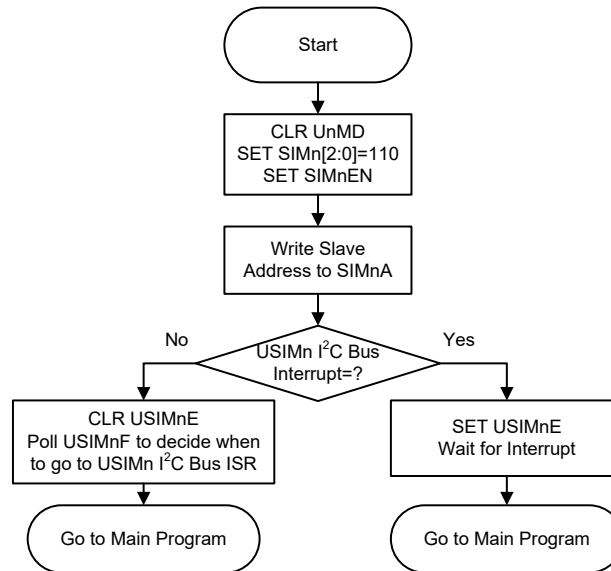 Start
CLR UnMD
SET SIMn[2:0]=110
SET SIMnEN
Write Slave
Address to SIMnA
No
USIMn I²C Bus
Interrupt=?
Yes
CLR USIMnE
Poll USIMnF to decide when
to go to USIMn I²C Bus ISR
SET USIMnE
Wait for Interrupt
Go to Main Program
Go to Main Program